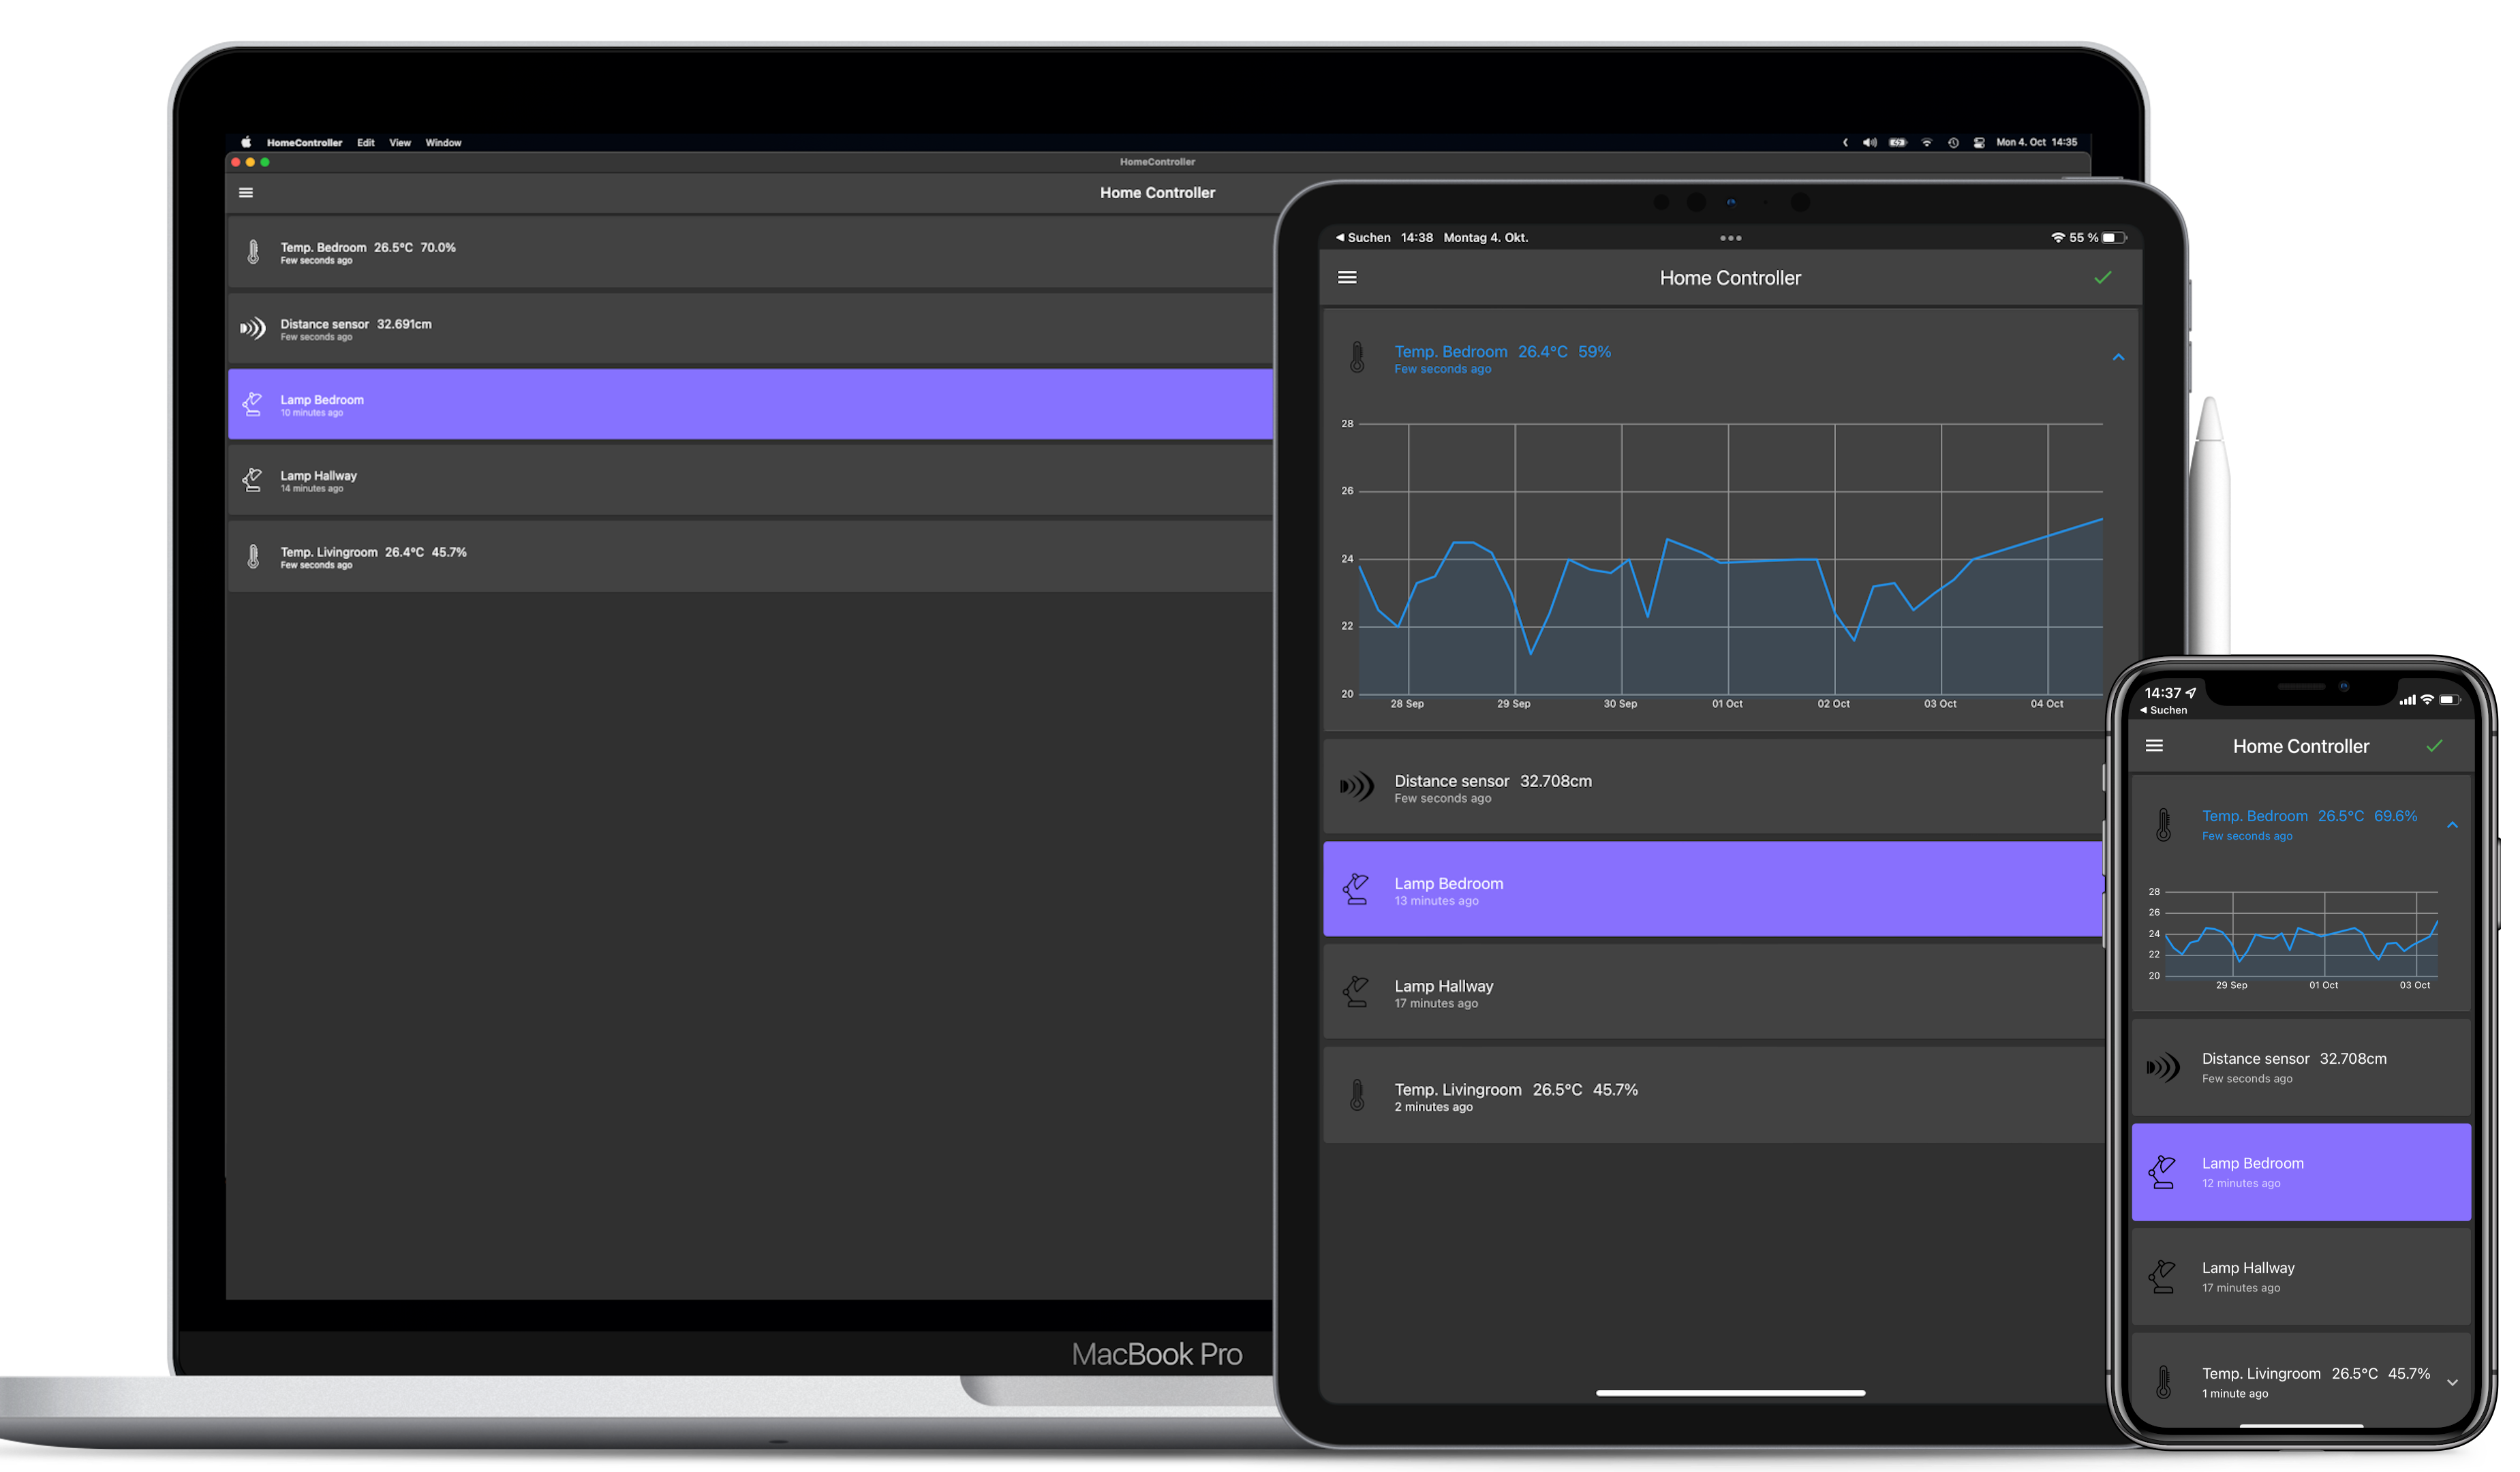 HomeController Edit View Window
Mon 4. Oct 14:35
HomeController
Home Controller
Temp. Bedroom 26.5°C 70.0%
Few seconds ago
Distance sensor 32.691cm
Few seconds ago
Lamp Bedroom
10 minutes ago
Lamp Hallway
14 minutes ago
Temp. Livingroom 26.4°C 45.7%
Few seconds ago
MacBook Pro
Suchen 14:38 Montag 4. Okt.
55 %
Home Controller
Temp. Bedroom 26.4°C 59%
Few seconds ago
28
26
24
22
20
28 Sep 29 Sep 30 Sep 01 Oct 02 Oct 03 Oct 04 Oct
Distance sensor 32.708cm
Few seconds ago
Lamp Bedroom
13 minutes ago
Lamp Hallway
17 minutes ago
Temp. Livingroom 26.5°C 45.7%
2 minutes ago
14:37
Suchen
Home Controller
Temp. Bedroom 26.5°C 69.6%
Few seconds ago
28
26
24
22
20
29 Sep 01 Oct 03 Oct
Distance sensor 32.708cm
Few seconds ago
Lamp Bedroom
12 minutes ago
Lamp Hallway
17 minutes ago
Temp. Livingroom 26.5°C 45.7%
1 minute ago